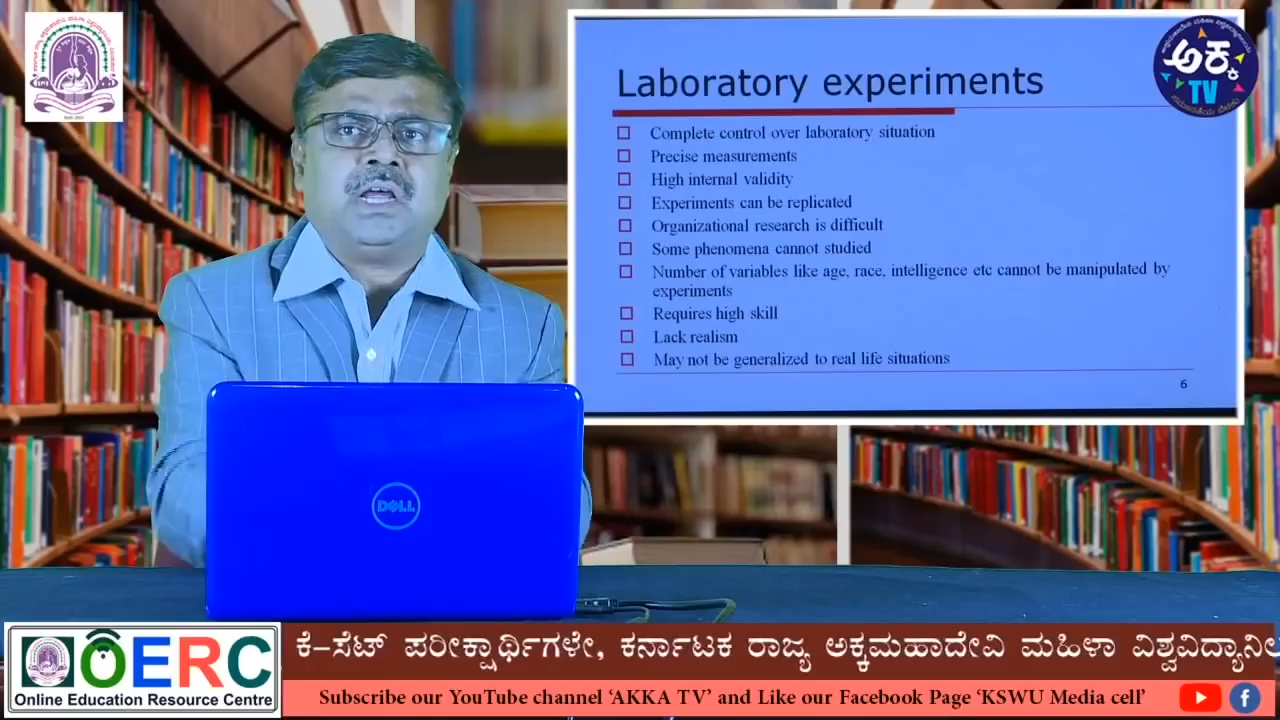 Laboratory experiments
Complete control over laboratory situation
Precise measurements
High internal validity
Experiments can be replicated
Organizational research is difficult
Some phenomena cannot studied
Number of variables like age, race, intelligence etc cannot be manipulated by
experiments
Requires high skill
Lack realism
May not be generalized to real life situations
6
ಅಕ್ಕ
TV
DELL
OERC
Online Education Resource Centre
ಕೆ-ಸೆಟ್ ಪರೀಕ್ಷಾರ್ಥಿಗಳೇ, ಕರ್ನಾಟಕ ರಾಜ್ಯ ಅಕ್ಕಮಹಾದೇವಿ ಮಹಿಳಾ ವಿಶ್ವವಿದ್ಯಾನಿಲ
Subscribe our YouTube channel ‘AKKA TV’ and Like our Facebook Page ‘KSWU Media cell’